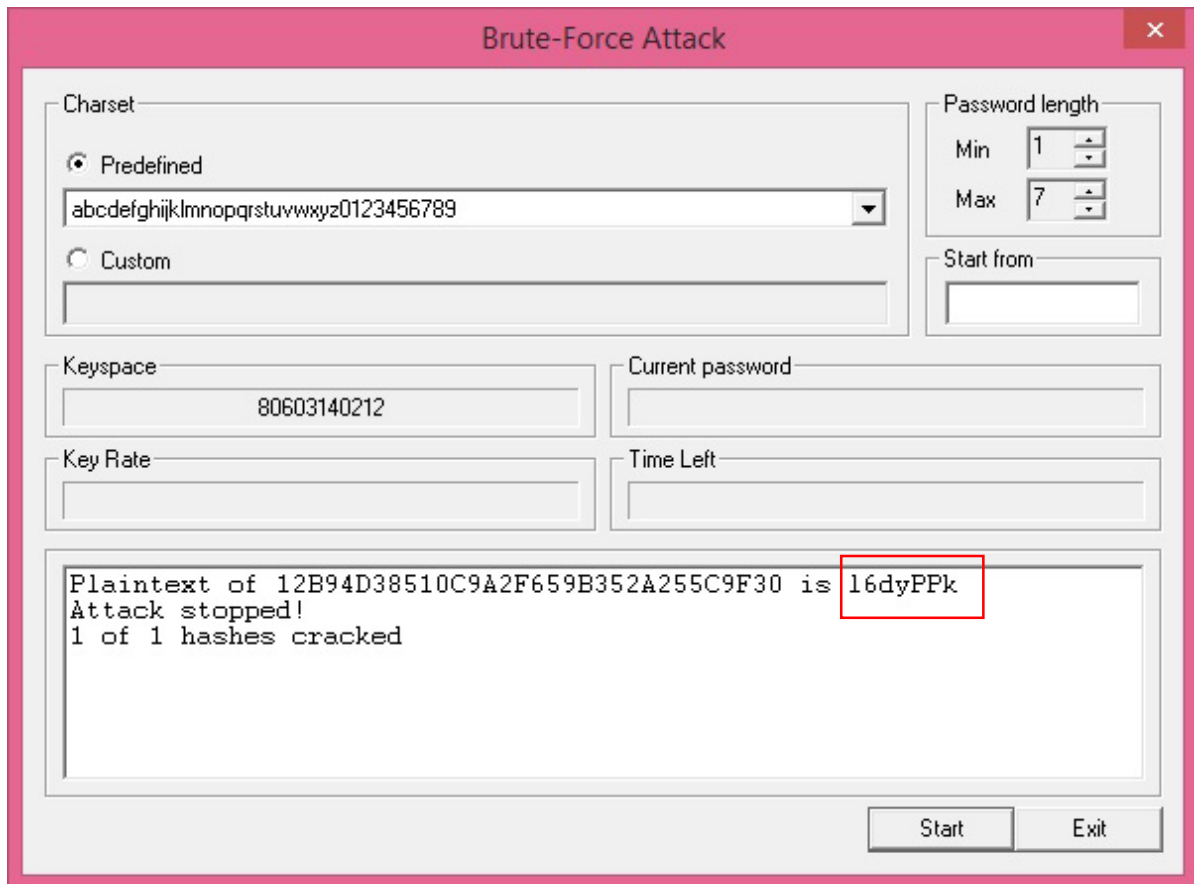 Brute-Force Attack
Charset
Predefined
abcdefghijklmnopqrstuvwxyz0123456789
Custom
Password length
Min 1
Max 7
Start from
Keyspace
80603140212
Current password
Key Rate
Time Left
Plaintext of 12B94D38510C9A2F659B352A255C9F30 is l6dyPPk
Attack stopped!
1 of 1 hashes cracked
Start
Exit